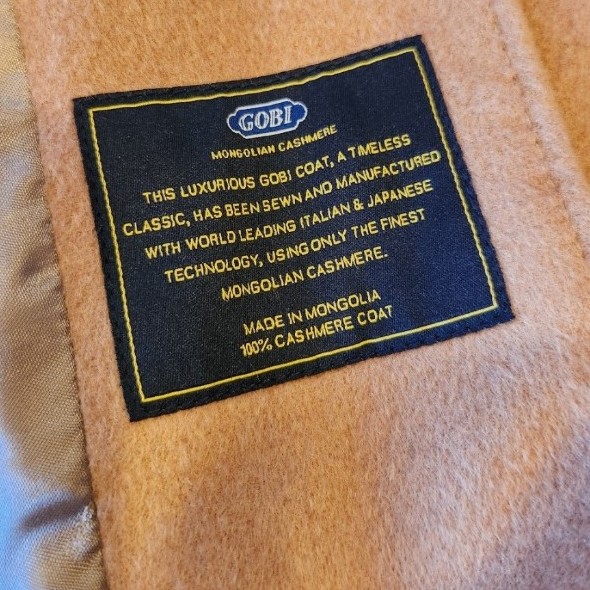 GOBI
MONGOLIAN CASHMERE
THIS LUXURIOUS GOBI COAT, A TIMELESS
CLASSIC, HAS BEEN SEWN AND MANUFACTURED
WITH WORLD LEADING ITALIAN & JAPANESE
TECHNOLOGY, USING ONLY THE FINEST
MONGOLIAN CASHMERE.
MADE IN MONGOLIA
100% CASHMERE COAT